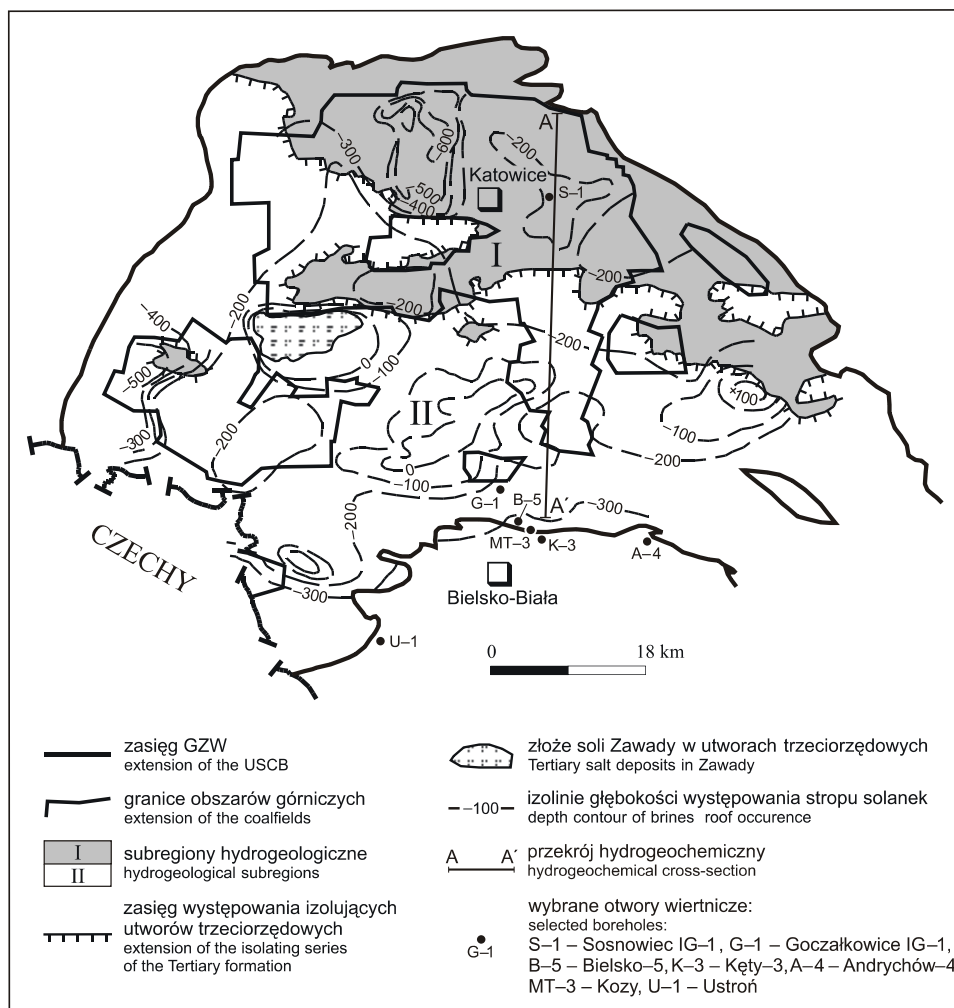 A
−200
−300
−600
Katowice
S–1
−500
−400
I
−200
−200
−200
−400
−200
0
−100
−500
+100
II
−300
−200
−100
−200
0
−100
G–1
B–5
A´
−300
−200
MT–3
K–3
A–4
CZECHY
Bielsko-Biała
−300
U–1
0
18 km
zasięg GZW
extension of the USCB
granice obszarów górniczych
extension of the coalfields
I
II
subregiony hydrogeologiczne
hydrogeological subregions
zasięg występowania izolujących
utworów trzeciorzędowych
extension of the isolating series
of the Tertiary formation
złoże soli Zawady w utworach trzeciorzędowych
Tertiary salt deposits in Zawady
−100
izolinie głębokości występowania stropu solanek
depth contour of brines roof occurence
A A´
przekrój hydrogeochemiczny
hydrogeochemical cross-section
G–1
wybrane otwory wiertnicze:
selected boreholes:
S–1 – Sosnowiec IG–1, G–1 – Goczałkowice IG–1,
B–5 – Bielsko–5, K–3 – Kęty–3, A–4 – Andrychów–4
MT–3 – Kozy, U–1 – Ustroń